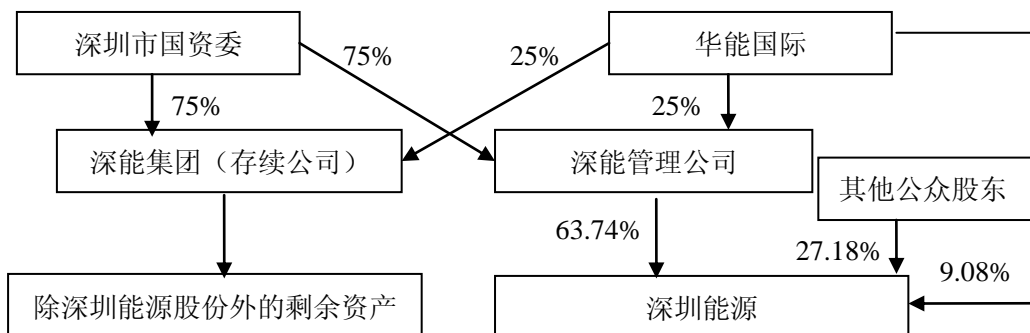 深圳市国资委
华能国际
75%
25%
75%
25%
深能集团（存续公司）
深能管理公司
其他公众股东
63.74%
27.18%
9.08%
除深圳能源股份外的剩余资产
深圳能源